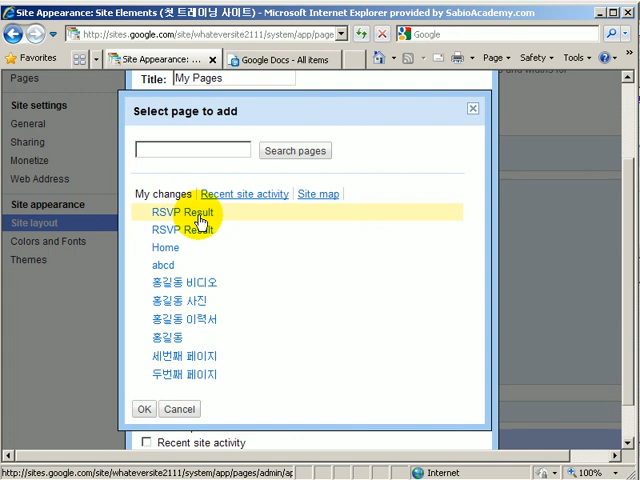 Site Appearance: Site Elements (첫 트레이닝 사이트) - Microsoft Internet Explorer provided by SabioAcademy.com
http://sites.google.com/site/whateversite2111/system/app/page
Google
Favorites
Site Appearance: ...
Google Docs - All items
Page
Safety
Tools
Pages
Title: My Pages
Site settings
General
Sharing
Monetize
Web Address
Site appearance
Site layout
Colors and Fonts
Themes
Select page to add
Search pages
My changes
Recent site activity
Site map
RSVP Result
RSVP Result
Home
abcd
홍길동 비디오
홍길동 사진
홍길동 이력서
홍길동
세번째 페이지
두번째 페이지
OK
Cancel
Recent site activity
http://sites.google.com/site/whateversite2111/system/app/pages/admin/ap
Internet
100%